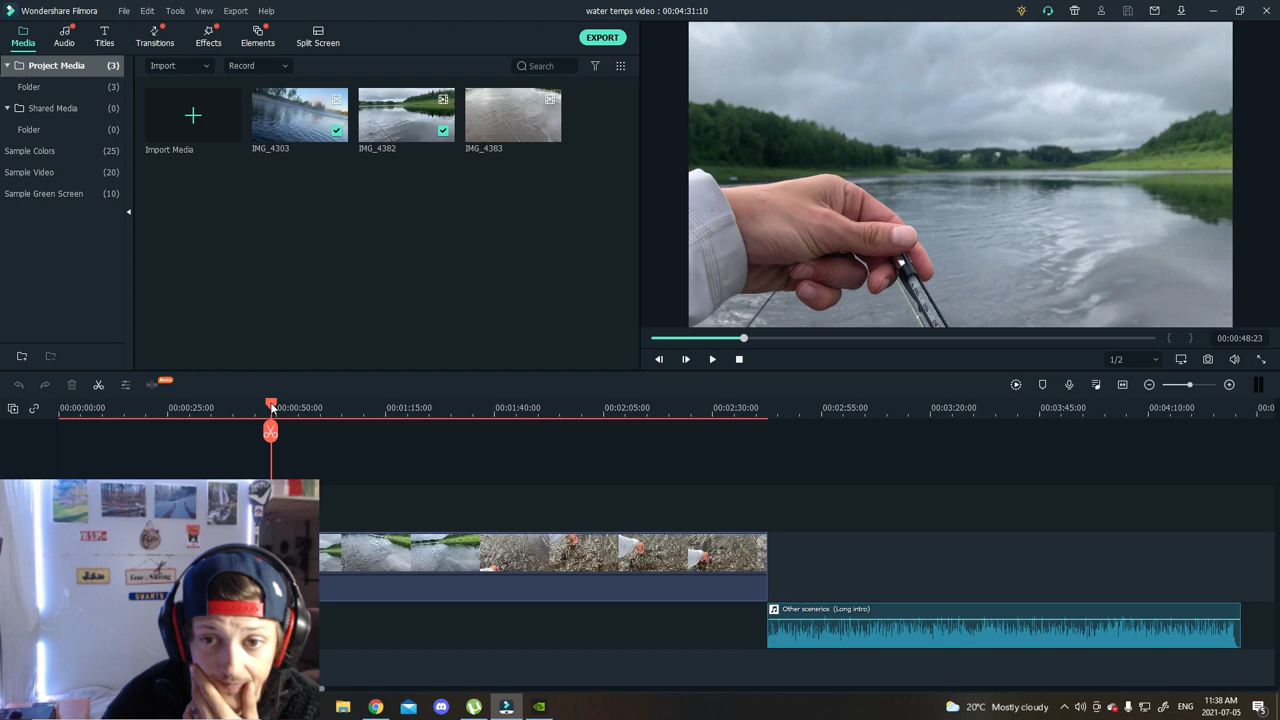 Wondershare Filmora File Edit Tools View Export Help water temps video : 00:04:31:10
Media Audio Titles Transitions Effects Elements Split Screen EXPORT
Project Media (3) Import Record Search
Folder (3)
Shared Media (0)
Folder (0)
Sample Colors (25)
Sample Video (20)
Sample Green Screen (10)
Import Media IMG_4303 IMG_4382 IMG_4383
{ } 00:00:48:23
1/2
Beta
00:00:00:00 00:00:25:00 00:00:50:00 00:01:15:00 00:01:40:00 00:02:05:00 00:02:30:00 00:02:55:00 00:03:20:00 00:03:45:00 00:04:10:00 00:0
Other scenerios (Long intro)
20°C Mostly cloudy ENG 11:38 AM
2021-07-05